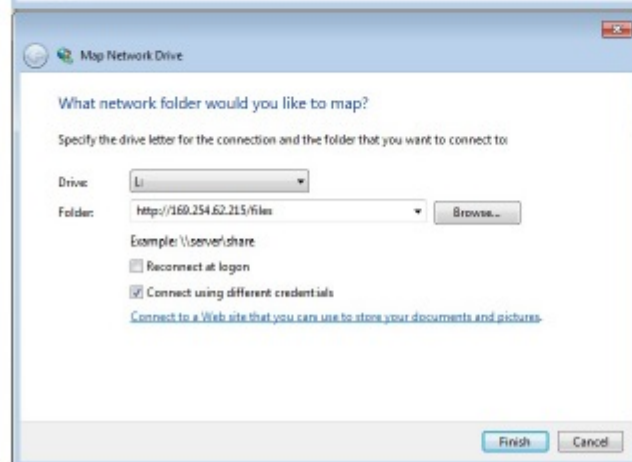 Map Network Drive
What network folder would you like to map?
Specify the drive letter for the connection and the folder that you want to connect to:
Drive: L:
Folder: http://169.254.62.215/files Browse...
Example: \\server\share
Reconnect at logon
Connect using different credentials
Connect to a Web site that you can use to store your documents and pictures.
Finish Cancel